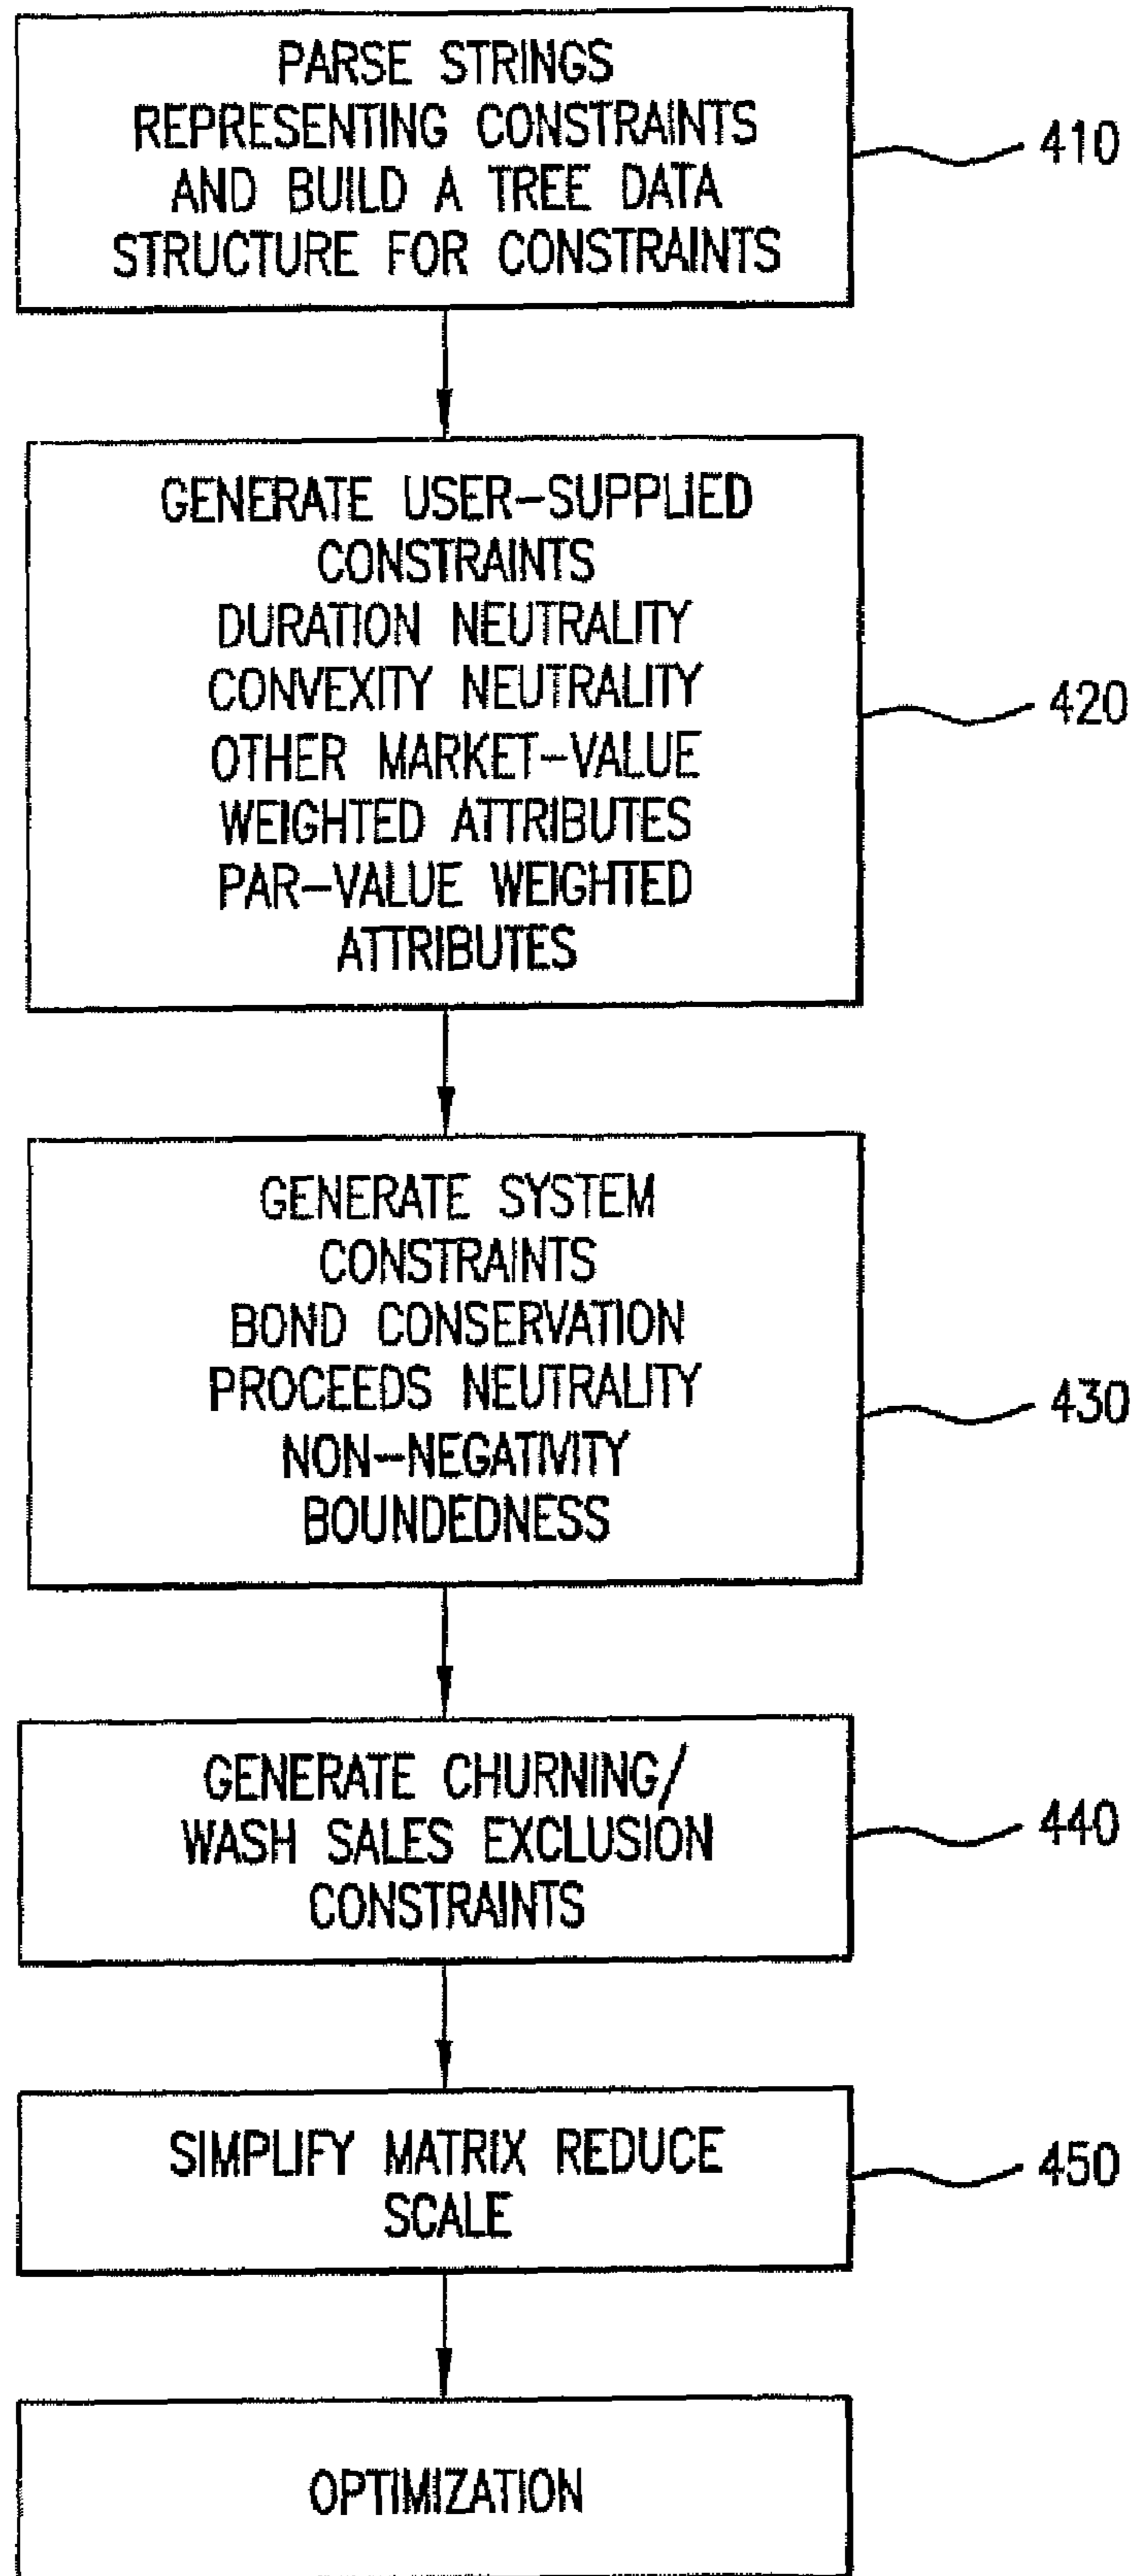 PARSE STRINGS
REPRESENTING CONSTRAINTS
AND BUILD A TREE DATA
STRUCTURE FOR CONSTRAINTS
410
GENERATE USER-SUPPLIED
CONSTRAINTS
DURATION NEUTRALITY
CONVEXITY NEUTRALITY
OTHER MARKET-VALUE
WEIGHTED ATTRIBUTES
PAR-VALUE WEIGHTED
ATTRIBUTES
420
GENERATE SYSTEM
CONSTRAINTS
BOND CONSERVATION
PROCEEDS NEUTRALITY
NON-NEGATIVITY
BOUNDEDNESS
430
GENERATE CHURNING/
WASH SALES EXCLUSION
CONSTRAINTS
440
SIMPLIFY MATRIX REDUCE
SCALE
450
OPTIMIZATION